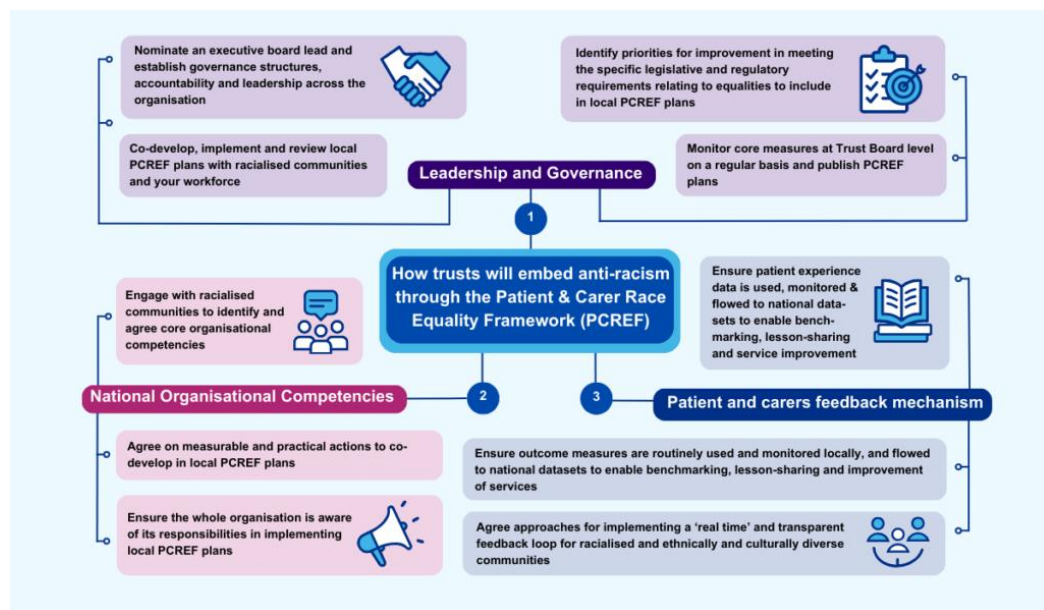 Nominate an executive board lead and
establish governance structures,
accountability and leadership across the
organisation
Co-develop, implement and review local
PCREF plans with racialised communities
and your workforce
Identify priorities for improvement in meeting
the specific legislative and regulatory
requirements relating to equalities to include
in local PCREF plans
Monitor core measures at Trust Board level
on a regular basis and publish PCREF
plans
Leadership and Governance
1
How trusts will embed anti-racism
through the Patient & Carer Race
Equality Framework (PCREF)
Engage with racialised
communities to identify and
agree core organisational
competencies
National Organisational Competencies
2
Agree on measurable and practical actions to co-
develop in local PCREF plans
Ensure the whole organisation is aware
of its responsibilities in implementing
local PCREF plans
Ensure patient experience
data is used, monitored &
flowed to national data-
sets to enable bench-
marking, lesson-sharing
and service improvement
3
Patient and carers feedback mechanism
Ensure outcome measures are routinely used and monitored locally, and flowed
to national datasets to enable benchmarking, lesson-sharing and improvement
of services
Agree approaches for implementing a ‘real time’ and transparent
feedback loop for racialised and ethnically and culturally diverse
communities